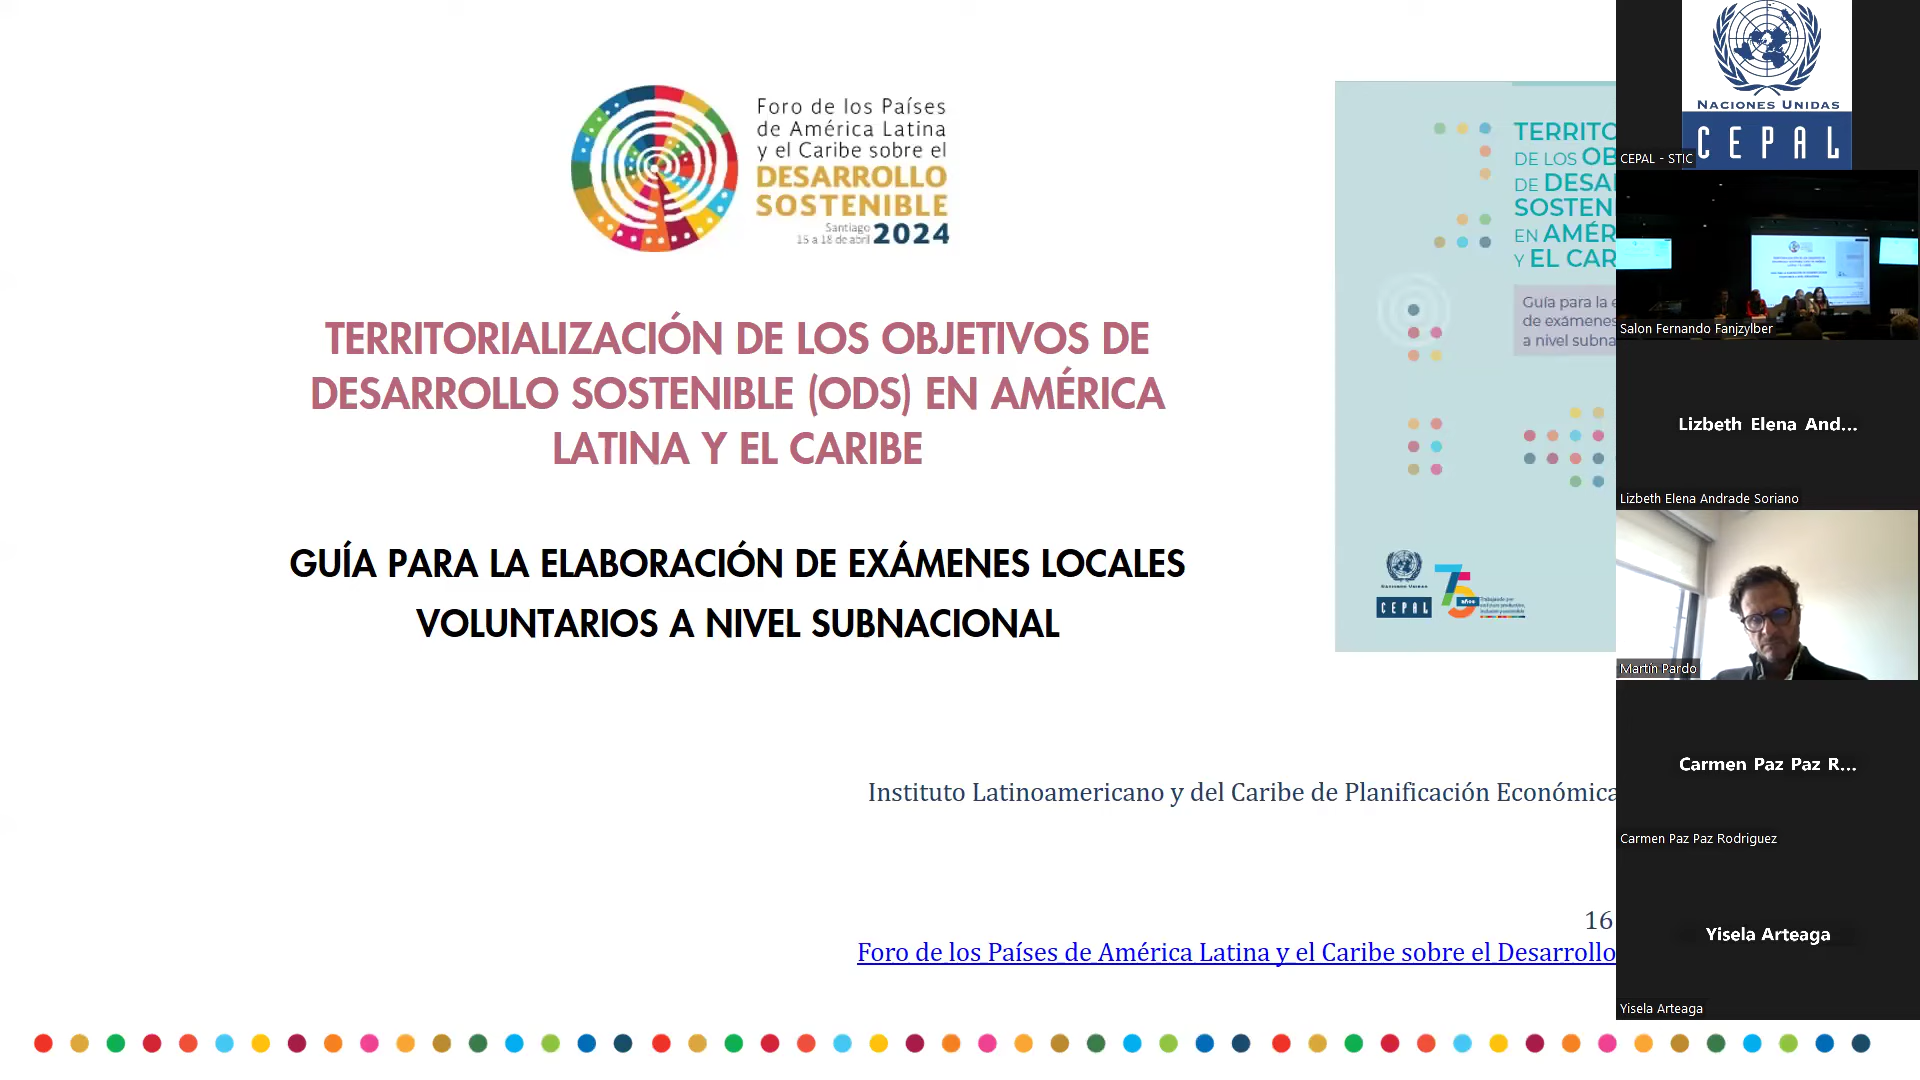 Foro de los Países
de América Latina
y el Caribe sobre el
DESARROLLO
SOSTENIBLE
Santiago
15 a 18 de abril 2024
TERRITORIALIZACIÓN DE LOS OBJETIVOS DE
DESARROLLO SOSTENIBLE (ODS) EN AMÉRICA
LATINA Y EL CARIBE
GUÍA PARA LA ELABORACIÓN DE EXÁMENES LOCALES
VOLUNTARIOS A NIVEL SUBNACIONAL
TERRITO
DE LOS OB
DE DESA
SOSTEN
EN AMÉR
Y EL CAR
Guía para la e
de exámenes
a nivel subna
NACIONES UNIDAS
CEPAL
75
años
Instituto Latinoamericano y del Caribe de Planificación Económica
16
Foro de los Países de América Latina y el Caribe sobre el Desarrollo
NACIONES UNIDAS
CEPAL
CEPAL - STIC
Salon Fernando Fanjzylber
Lizbeth Elena And...
Lizbeth Elena Andrade Soriano
Martín Pardo
Carmen Paz Paz R...
Carmen Paz Paz Rodriguez
Yisela Arteaga
Yisela Arteaga